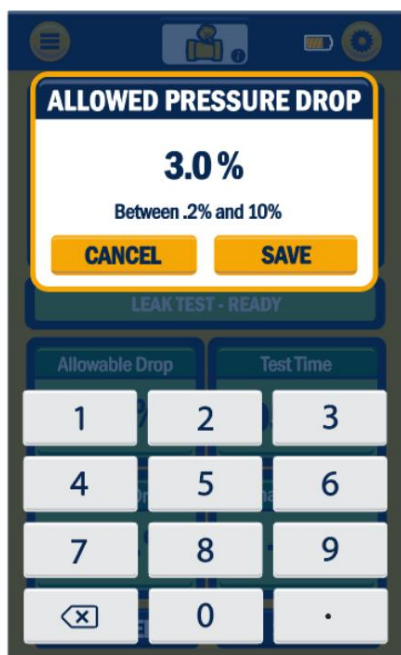 ALLOWED PRESSURE DROP
3.0 %
Between .2% and 10%
CANCEL SAVE
LEAK TEST - READY
Allowable Drop Test Time
1 2 3
4 5 6
7 8 9
0 .